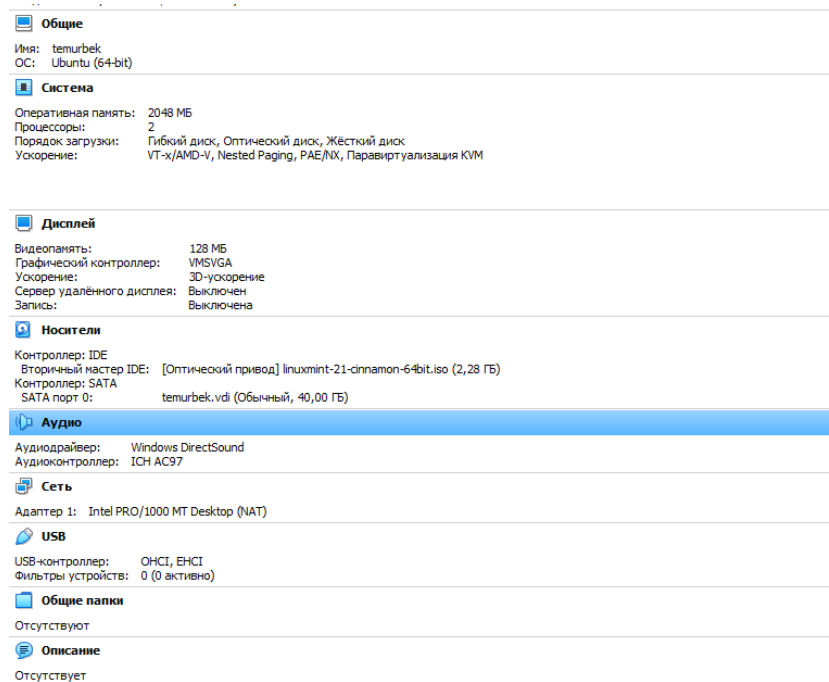 Общие
Имя: temurbek
ОС: Ubuntu (64-bit)
Система
Оперативная память: 2048 МБ
Процессоры: 2
Порядок загрузки: Гибкий диск, Оптический диск, Жёсткий диск
Ускорение: VT-x/AMD-V, Nested Paging, PAE/NX, Паравиртуализация KVM
Дисплей
Видеопамять: 128 МБ
Графический контроллер: VMSVGA
Ускорение: 3D-ускорение
Сервер удалённого дисплея: Выключен
Запись: Выключена
Носители
Контроллер: IDE
Вторичный мастер IDE: [Оптический привод] linuxmint-21-cinnamon-64bit.iso (2,28 ГБ)
Контроллер: SATA
SATA порт 0: temurbek.vdi (Обычный, 40,00 ГБ)
Аудио
Аудиодрайвер: Windows DirectSound
Аудиоконтроллер: ICH AC97
Сеть
Адаптер 1: Intel PRO/1000 MT Desktop (NAT)
USB
USB-контроллер: OHCI, EHCI
Фильтры устройств: 0 (0 активно)
Общие папки
Отсутствуют
Описание
Отсутствует